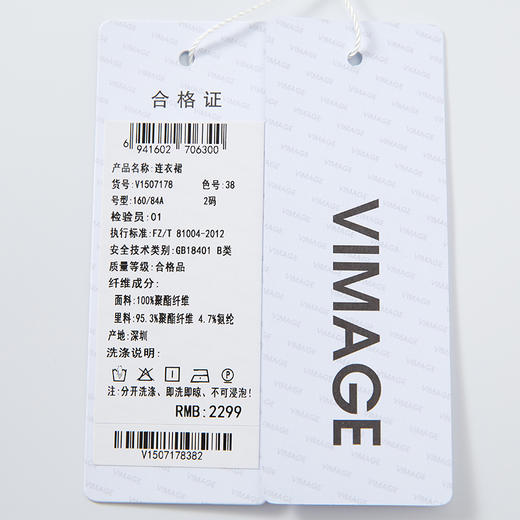 合格证
6 941602 706300
产品名称:连衣裙
货号:V1507178 色号:38
号型:160/84A 2码
检验员:01
执行标准:FZ/T 81004-2012
安全技术类别:GB18401 B类
质量等级:合格品
纤维成分:
面料:100%聚酯纤维
里料:95.3%聚酯纤维 4.7%氨纶
产地:深圳
洗涤说明:
注:分开洗涤、即洗即晾、不可浸泡!
RMB:2299
V1507178382
VIMAGE